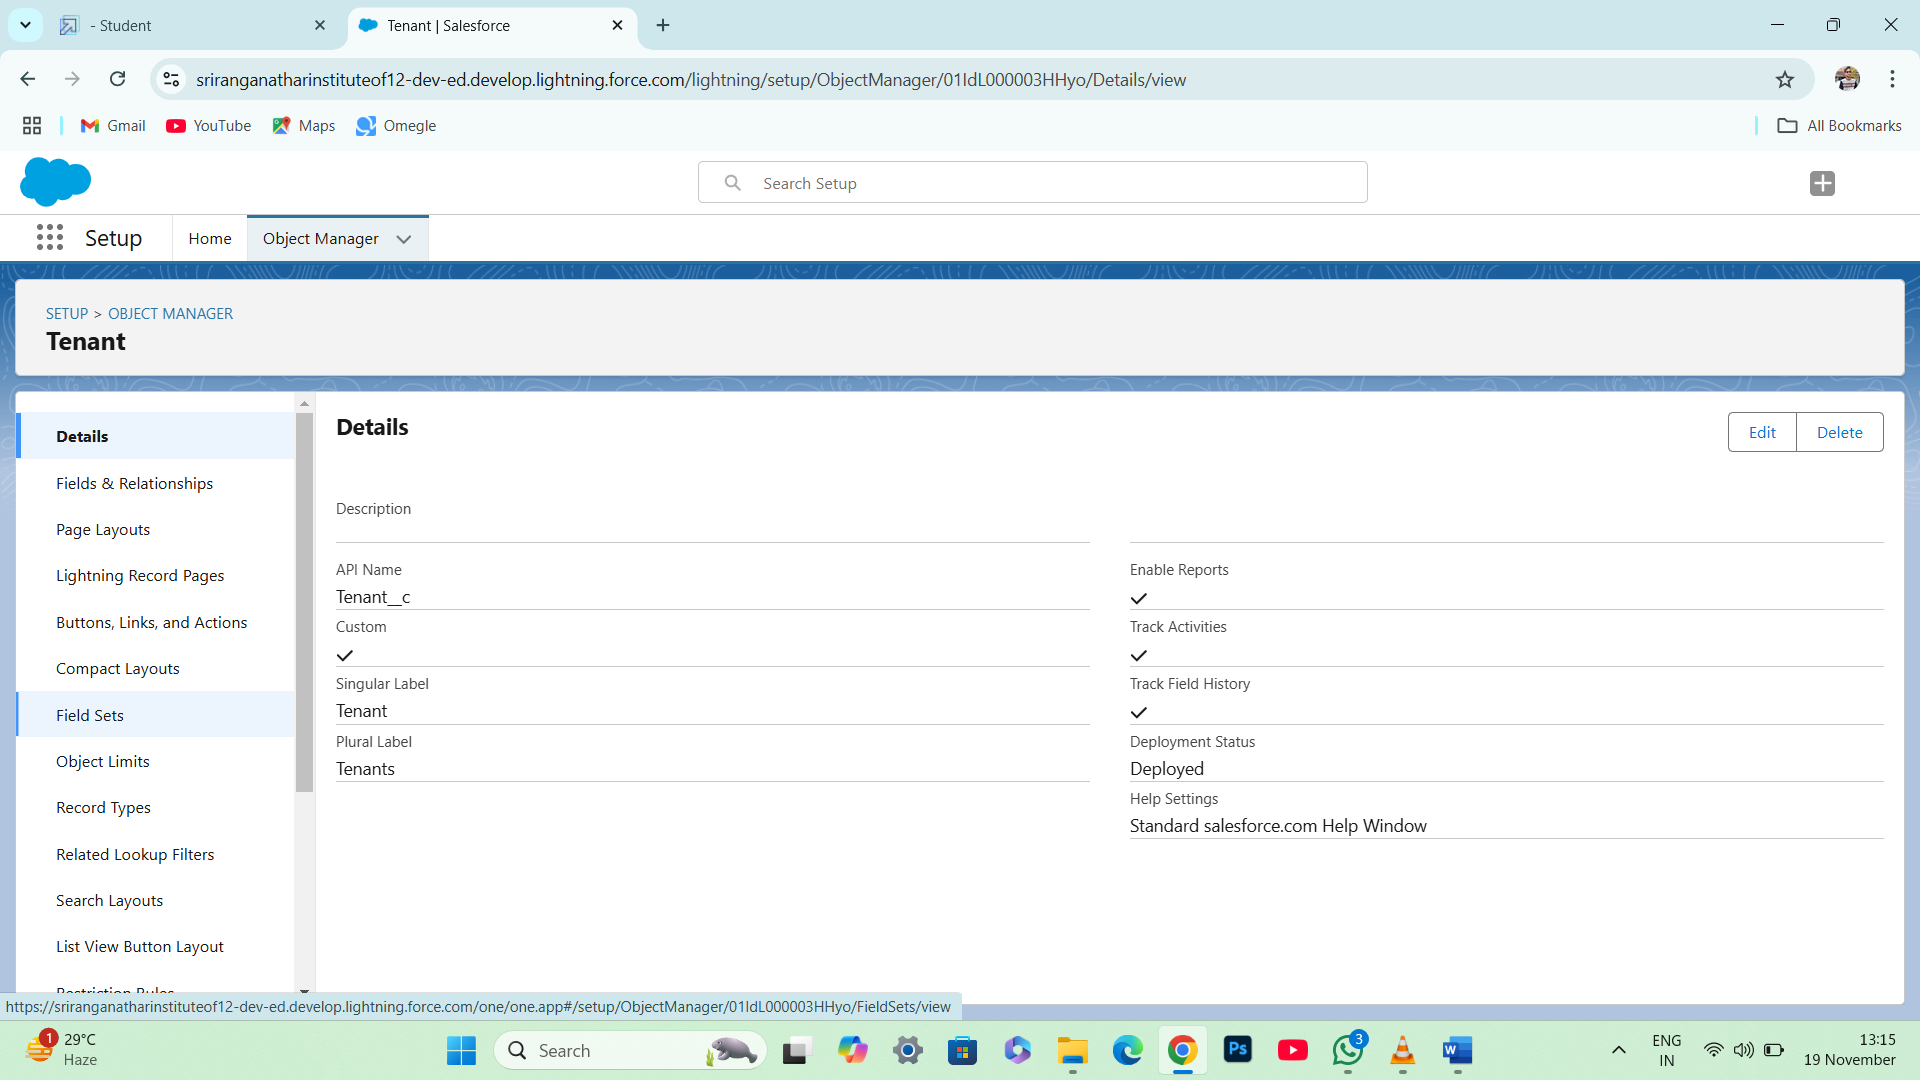 - Student
Tenant | Salesforce
sriranganatharinstituteof12-dev-ed.develop.lightning.force.com/lightning/setup/ObjectManager/01IdL000003HHyo/Details/view
Gmail
YouTube
Maps
Omegle
All Bookmarks
Search Setup
Setup
Home
Object Manager
SETUP > OBJECT MANAGER
Tenant
Details
Fields & Relationships
Page Layouts
Lightning Record Pages
Buttons, Links, and Actions
Compact Layouts
Field Sets
Object Limits
Record Types
Related Lookup Filters
Search Layouts
List View Button Layout
Restriction Rules
Details
Edit
Delete
Description
API Name
Tenant__c
Custom
Singular Label
Tenant
Plural Label
Tenants
Enable Reports
Track Activities
Track Field History
Deployment Status
Deployed
Help Settings
Standard salesforce.com Help Window
https://sriranganatharinstituteof12-dev-ed.develop.lightning.force.com/one/one.app#/setup/ObjectManager/01IdL000003HHyo/FieldSets/view
1
29°C
Haze
Search
Ps
3
W
ENG
IN
13:15
19 November